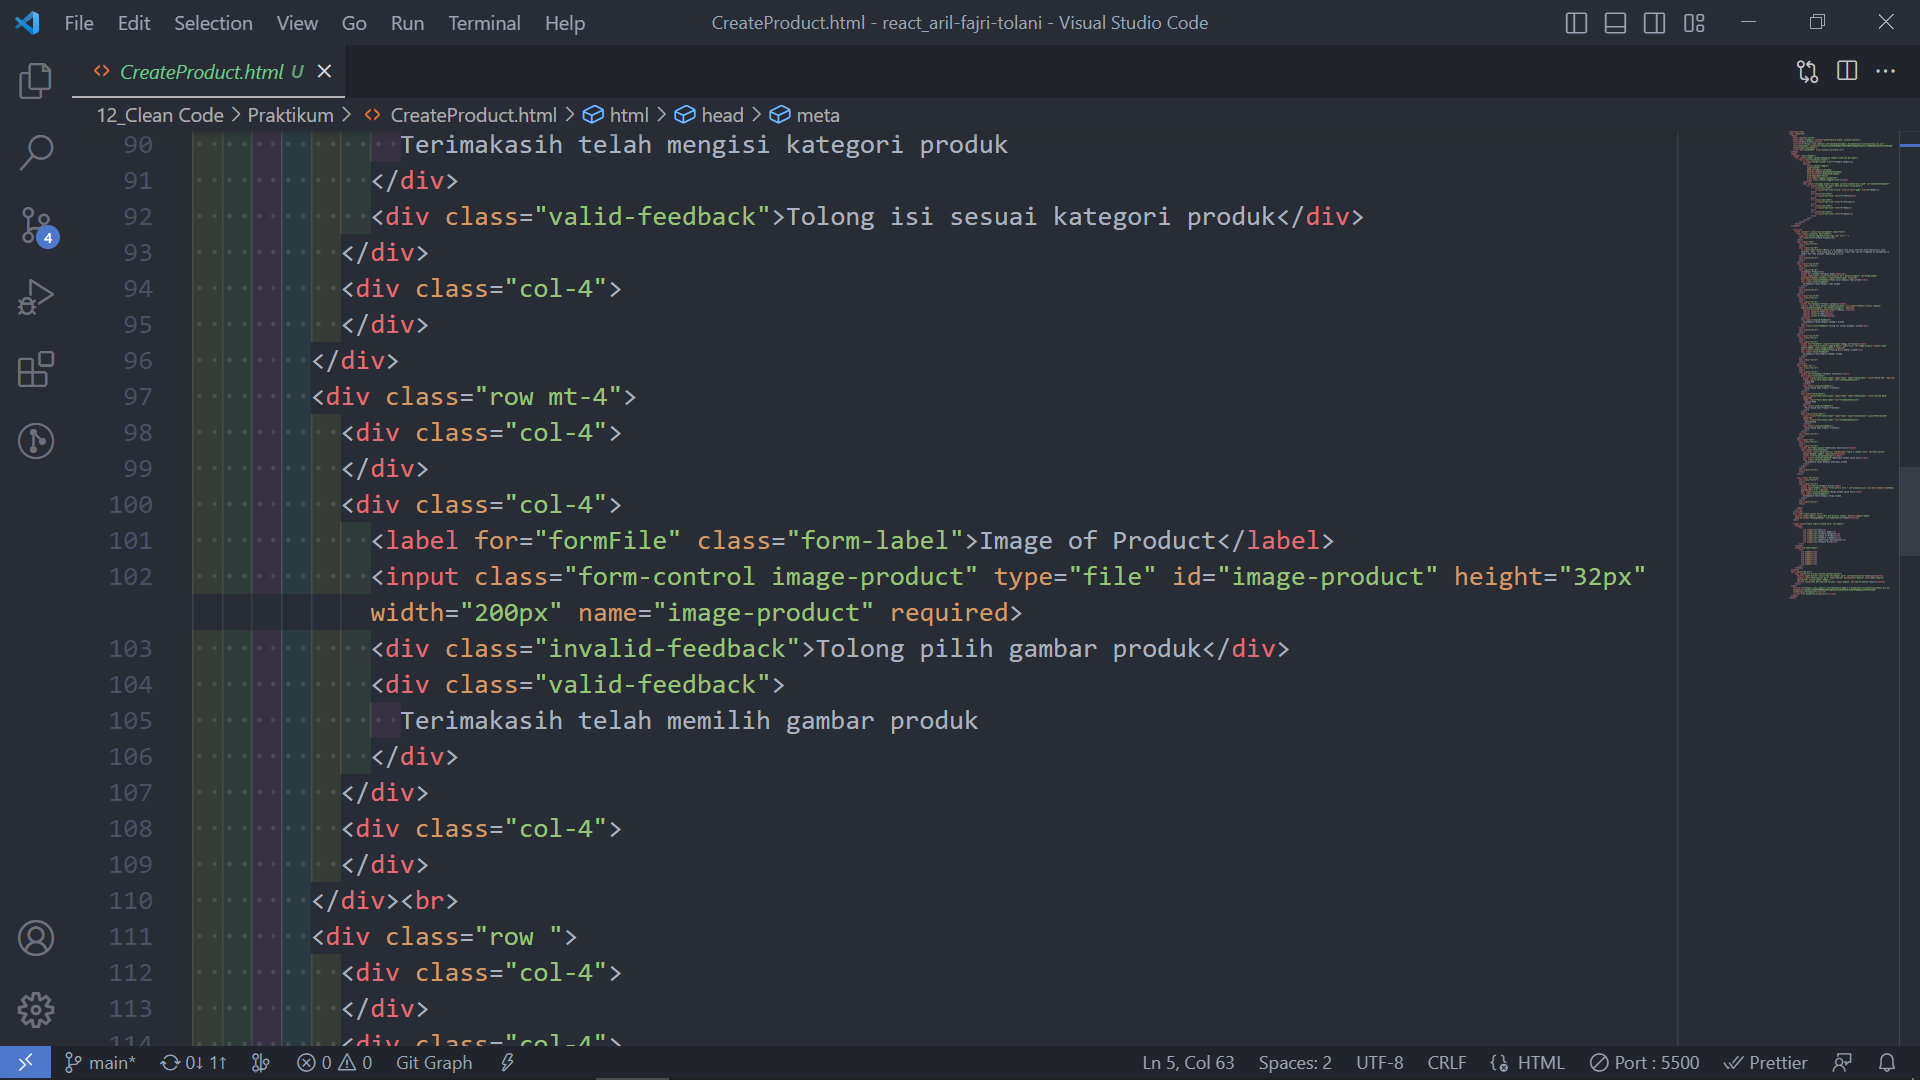 File Edit Selection View Go Run Terminal Help CreateProduct.html - react_aril-fajri-tolani - Visual Studio Code
<> CreateProduct.html U
12_Clean Code > Praktikum > <> CreateProduct.html > html > head > meta
90 Terimakasih telah mengisi kategori produk
91 </div>
92 <div class="valid-feedback">Tolong isi sesuai kategori produk</div>
93 </div>
94 <div class="col-4">
95 </div>
96 </div>
97 <div class="row mt-4">
98 <div class="col-4">
99 </div>
100 <div class="col-4">
101 <label for="formFile" class="form-label">Image of Product</label>
102 <input class="form-control image-product" type="file" id="image-product" height="32px"
width="200px" name="image-product" required>
103 <div class="invalid-feedback">Tolong pilih gambar produk</div>
104 <div class="valid-feedback">
105 Terimakasih telah memilih gambar produk
106 </div>
107 </div>
108 <div class="col-4">
109 </div>
110 </div><br>
111 <div class="row ">
112 <div class="col-4">
113 </div>
114 <div class="col-4">
4
main* 0↓ 1↑ 0 0 Git Graph Ln 5, Col 63 Spaces: 2 UTF-8 CRLF HTML Port : 5500 Prettier